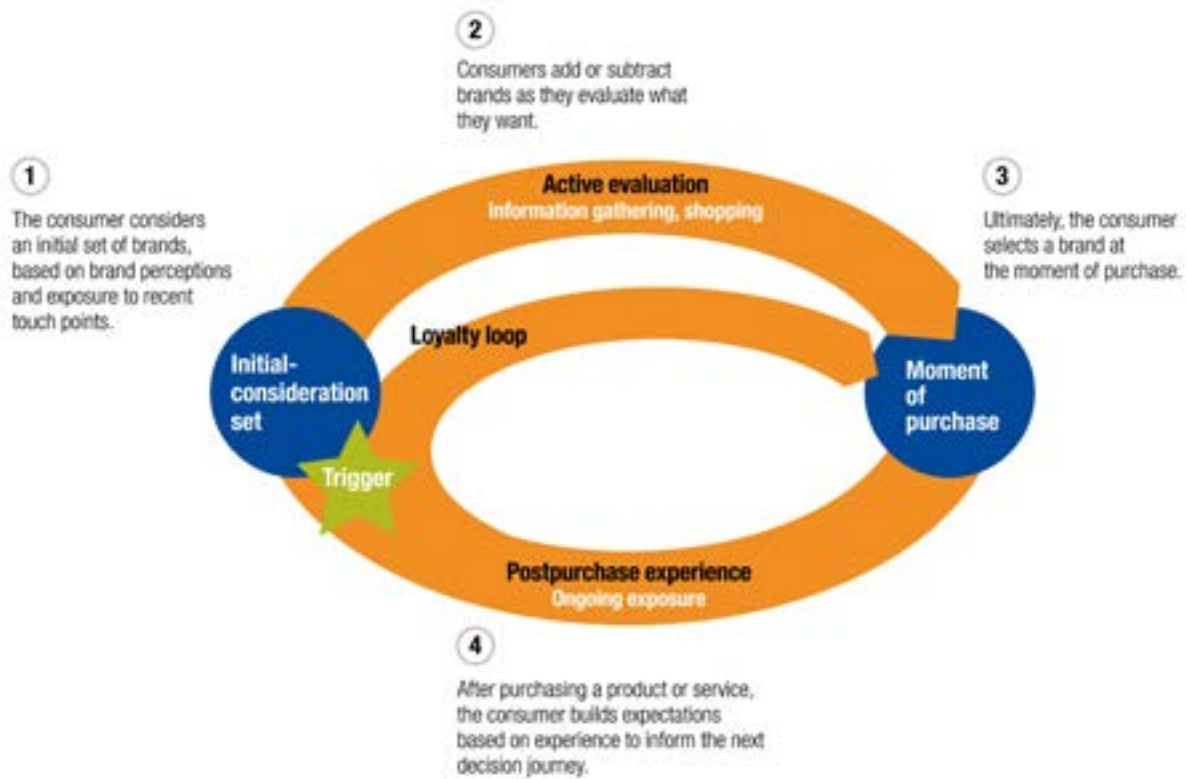 1
The consumer considers
an initial set of brands,
based on brand perceptions
and exposure to recent
touch points.
2
Consumers add or subtract
brands as they evaluate what
they want.
3
Ultimately, the consumer
selects a brand at
the moment of purchase.
Active evaluation
Information gathering, shopping
Loyalty loop
Initial-
consideration
set
Trigger
Moment
of
purchase
Postpurchase experience
Ongoing exposure
4
After purchasing a product or service,
the consumer builds expectations
based on experience to inform the next
decision journey.